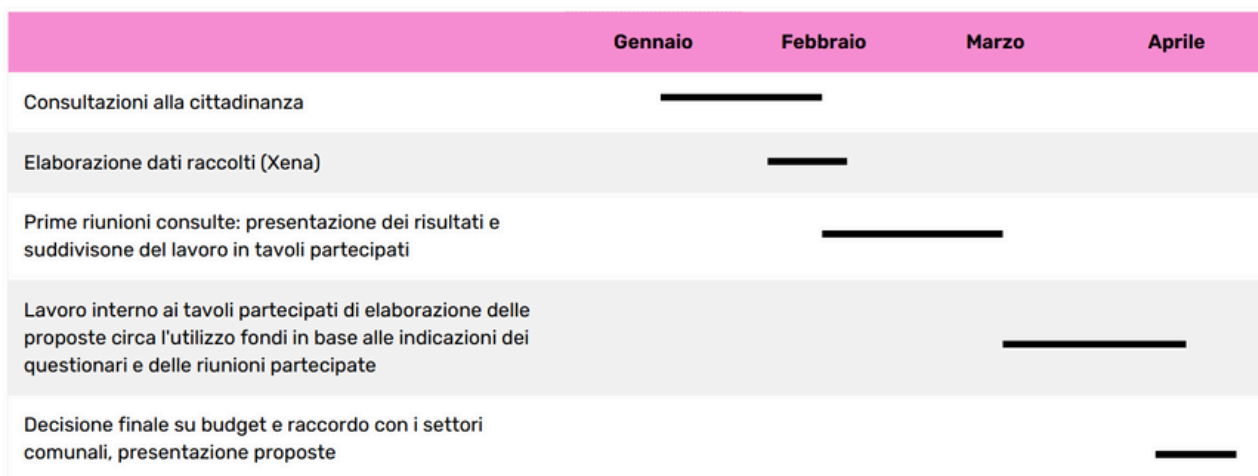 Gennaio Febbraio Marzo Aprile
Consultazioni alla cittadinanza
Elaborazione dati raccolti (Xena)
Prime riunioni consulte: presentazione dei risultati e
suddivisone del lavoro in tavoli partecipati
Lavoro interno ai tavoli partecipati di elaborazione delle
proposte circa l'utilizzo fondi in base alle indicazioni dei
questionari e delle riunioni partecipate
Decisione finale su budget e raccordo con i settori
comunali, presentazione proposte